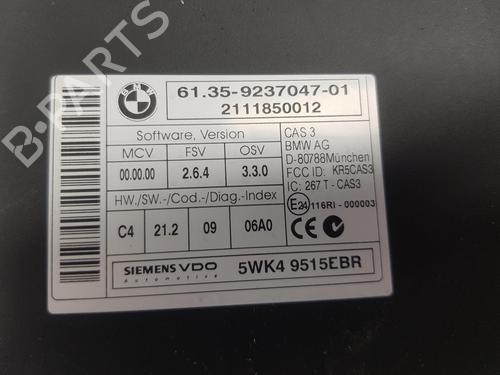 BMW
61.35-9237047-01
2111850012
Software, Version
MCV FSV OSV
00.00.00 2.6.4 3.3.0
HW./SW.-/Cod.-/Diag.-Index
C4 21.2 09 06A0
CAS 3
BMW AG
D-80788München
FCC ID: KR5CAS3
IC: 267 T - CAS3
E24 116RI - 000003
SIEMENS VDO
Automotive
5WK4 9515EBR
B-PARTS